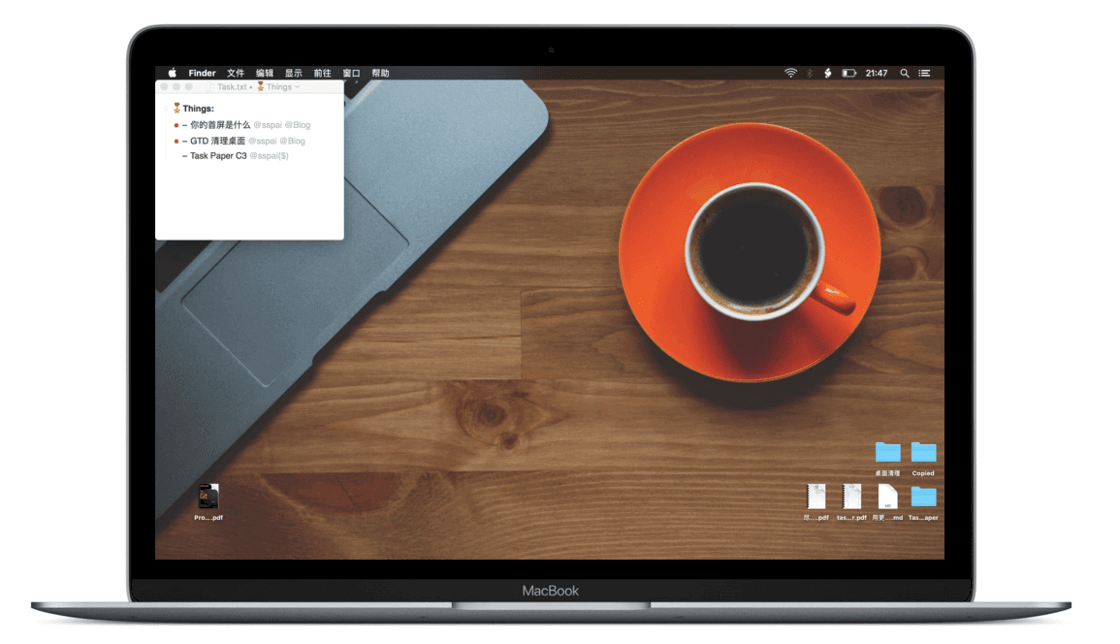 Finder 文件 编辑 显示 前往 窗口 帮助 21:47
Task.txt • 🎖Things
🎖Things:
– 你的首屏是什么 @sspai @Blog
– GTD 清理桌面 @sspai @Blog
– Task Paper C3 @sspai($)
桌面清理 Copied
Pro....pdf 尽....pdf tas...r.pdf 用更....md Tas...aper
MacBook